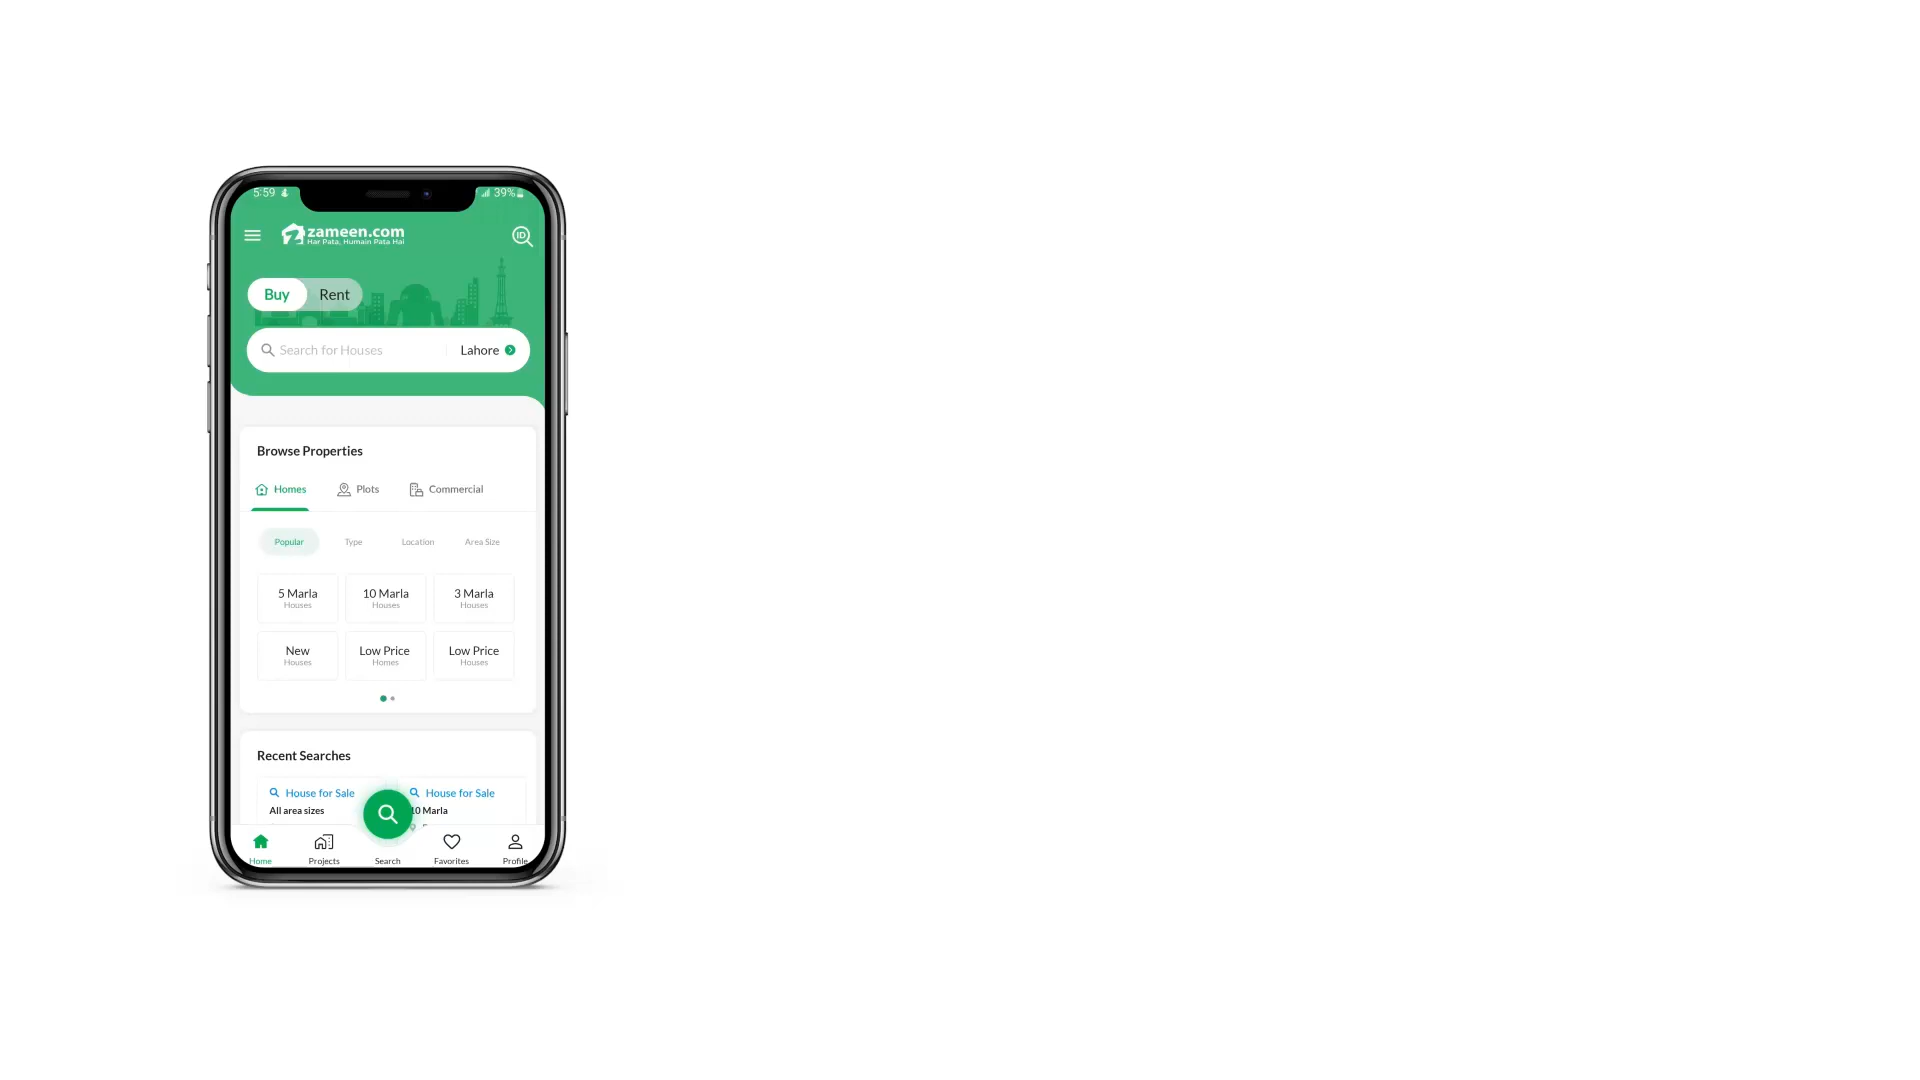 5:59
39%
zameen.com
Har Pata, Humain Pata Hai
ID
Buy Rent
Search for Houses Lahore
Browse Properties
Homes Plots Commercial
Popular Type Location Area Size
5 Marla 10 Marla 3 Marla
Houses Houses Houses
New Low Price Low Price
Houses Homes Houses
Recent Searches
House for Sale House for Sale
All area sizes 10 Marla
Home Projects Search Favorites Profile